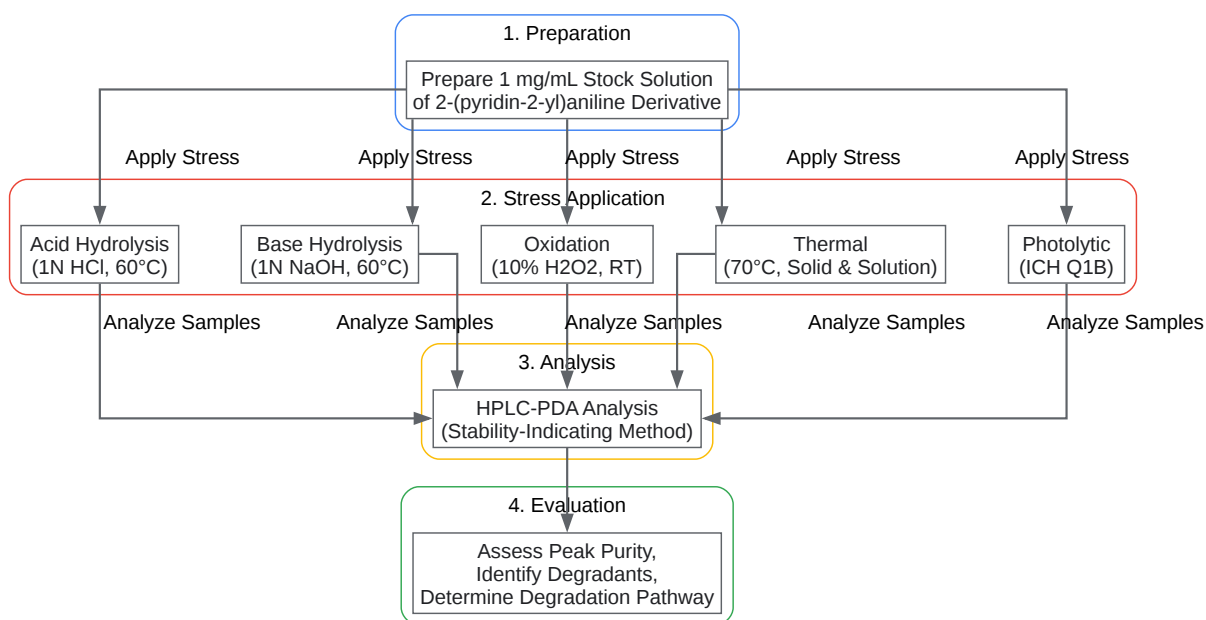 1. Preparation
Prepare 1 mg/mL Stock Solution
of 2-(pyridin-2-yl)aniline Derivative
Apply Stress
Apply Stress
Apply Stress
Apply Stress
Apply Stress
2. Stress Application
Acid Hydrolysis
(1N HCl, 60°C)
Base Hydrolysis
(1N NaOH, 60°C)
Oxidation
(10% H2O2, RT)
Thermal
(70°C, Solid & Solution)
Photolytic
(ICH Q1B)
Analyze Samples
Analyze Samples
Analyze Samples
Analyze Samples
Analyze Samples
3. Analysis
HPLC-PDA Analysis
(Stability-Indicating Method)
4. Evaluation
Assess Peak Purity,
Identify Degradants,
Determine Degradation Pathway